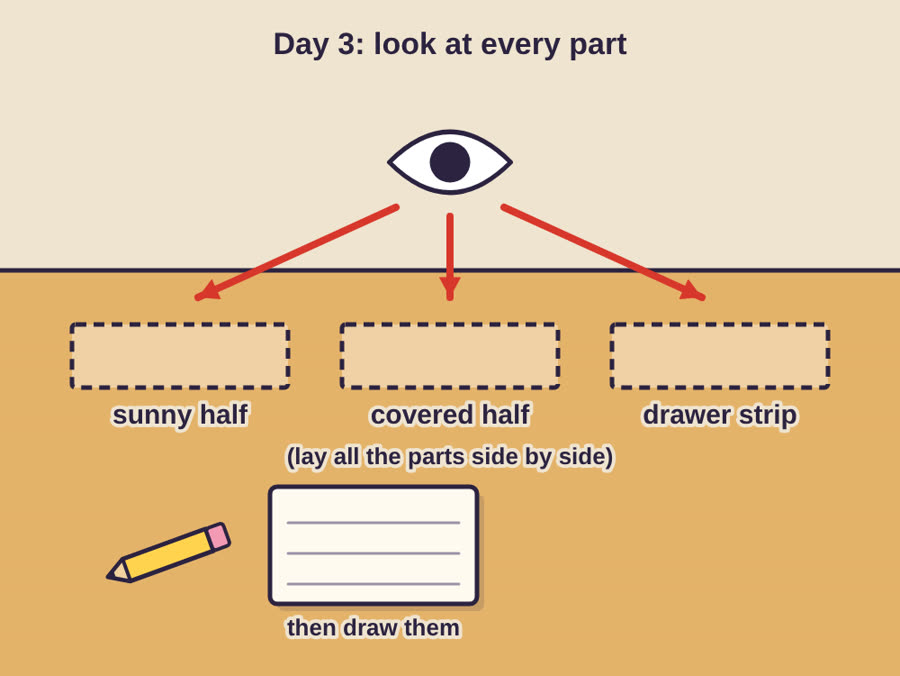 Day 3: look at every part
sunny half
covered half
drawer strip
(lay all the parts side by side)
then draw them